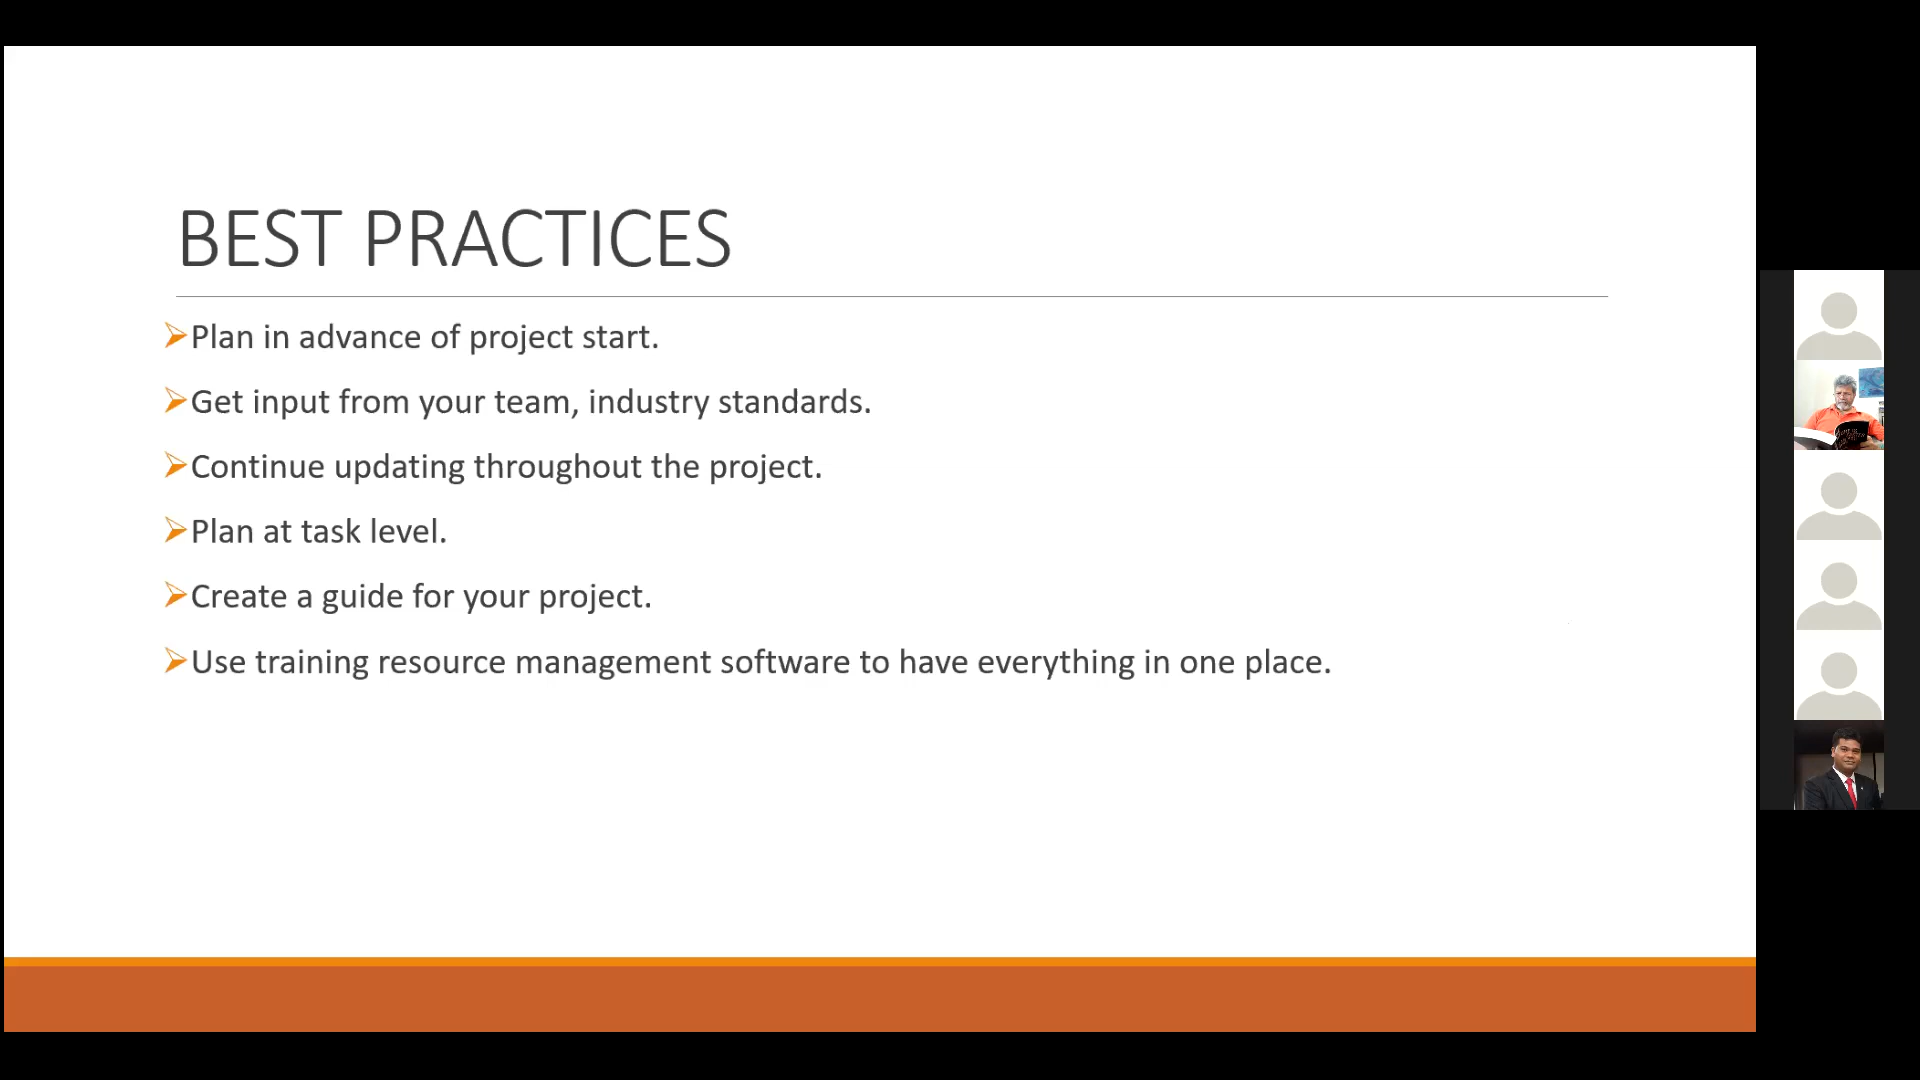 BEST PRACTICES
Plan in advance of project start.
Get input from your team, industry standards.
Continue updating throughout the project.
Plan at task level.
Create a guide for your project.
Use training resource management software to have everything in one place.